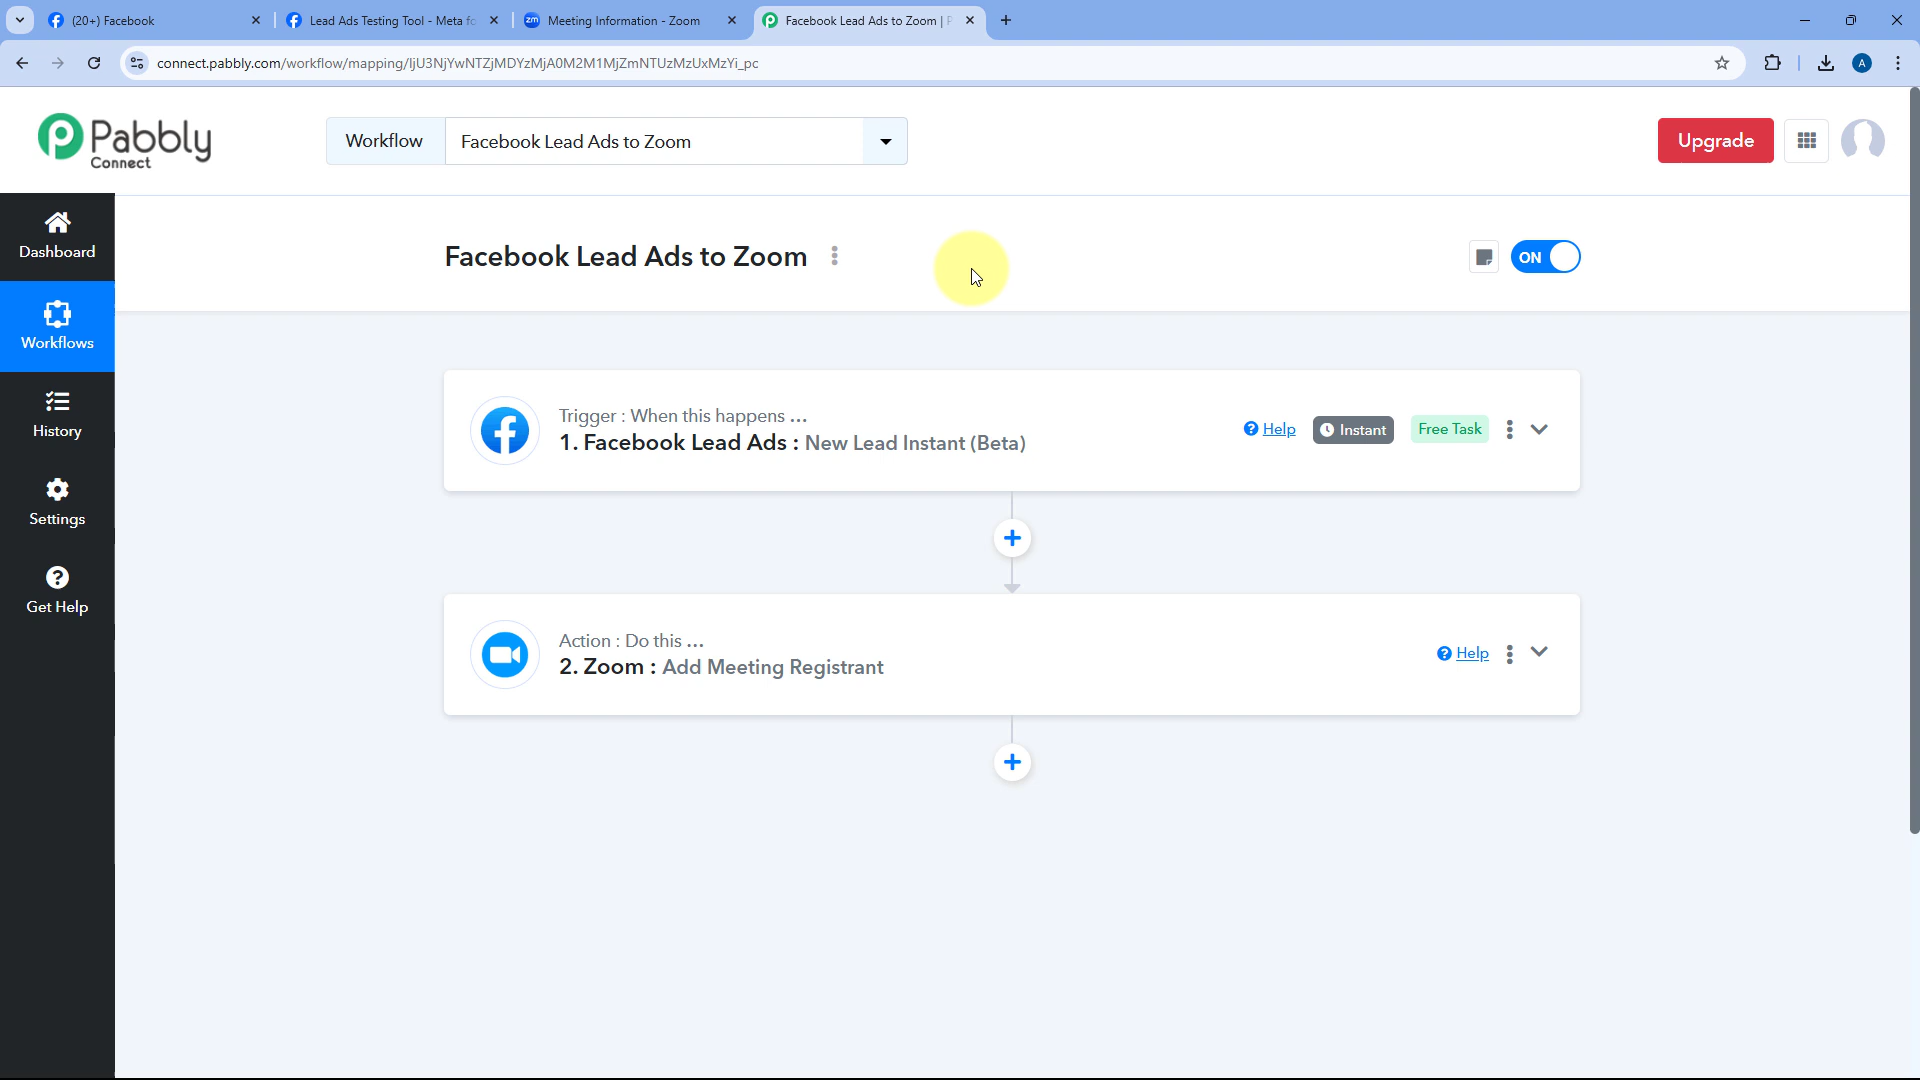 (20+) Facebook
Lead Ads Testing Tool - Meta fo
zm Meeting Information - Zoom
Facebook Lead Ads to Zoom | P
connect.pabbly.com/workflow/mapping/IjU3NjYwNTZjMDYzMjA0M2M1MjZmNTUzMzUxMzYi_pc
A
Pabbly
Connect
Workflow
Facebook Lead Ads to Zoom
Upgrade
Dashboard
Workflows
History
Settings
Get Help
Facebook Lead Ads to Zoom
ON
Trigger : When this happens ...
1. Facebook Lead Ads : New Lead Instant (Beta)
Help
Instant
Free Task
Action : Do this ...
2. Zoom : Add Meeting Registrant
Help